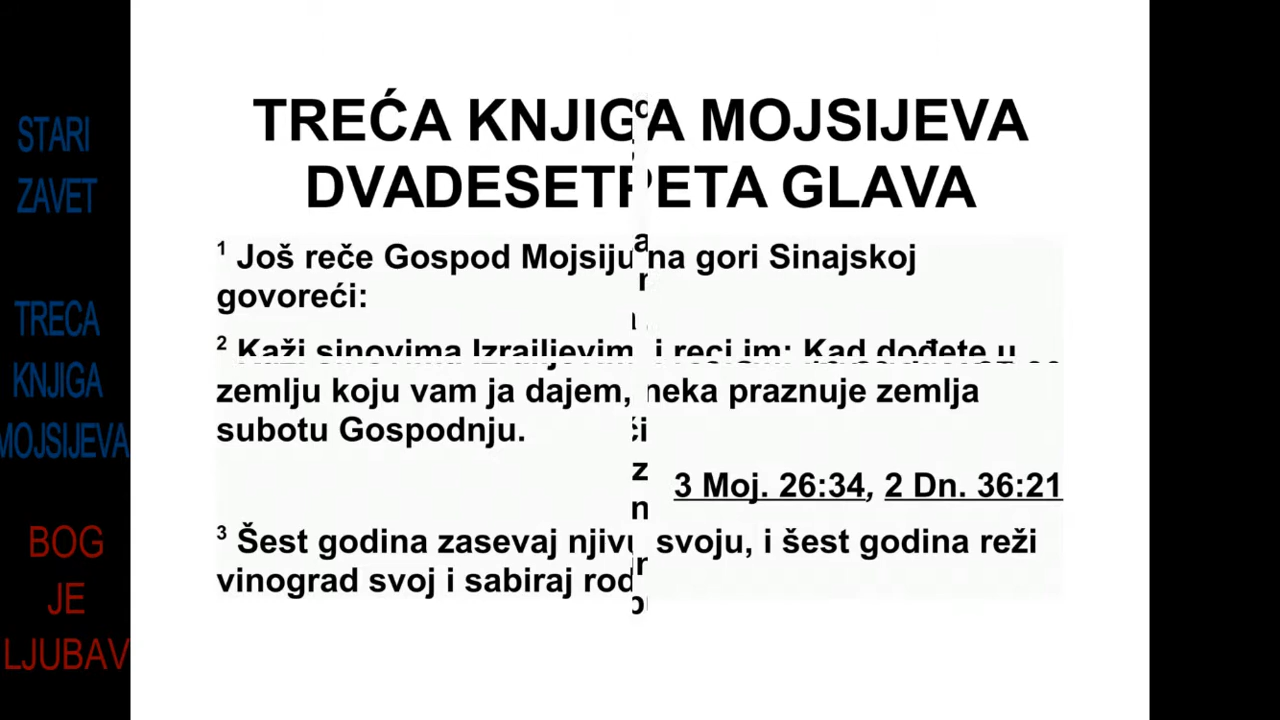 STARI
ZAVET
TRECA
KNJIGA
MOJSIJEVA
BOG
JE
LJUBAV
TREĆA KNJIGA MOJSIJEVA
DVADESETPETA GLAVA
1 Još reče Gospod Mojsiju na gori Sinajskoj
govoreći:
2 Kaži sinovima Izrailjevim i reci im: Kad dođete u
zemlju koju vam ja dajem, neka praznuje zemlja
subotu Gospodnju.
3 Moj. 26:34, 2 Dn. 36:21
3 Šest godina zasevaj njivu svoju, i šest godina reži
vinograd svoj i sabiraj rod